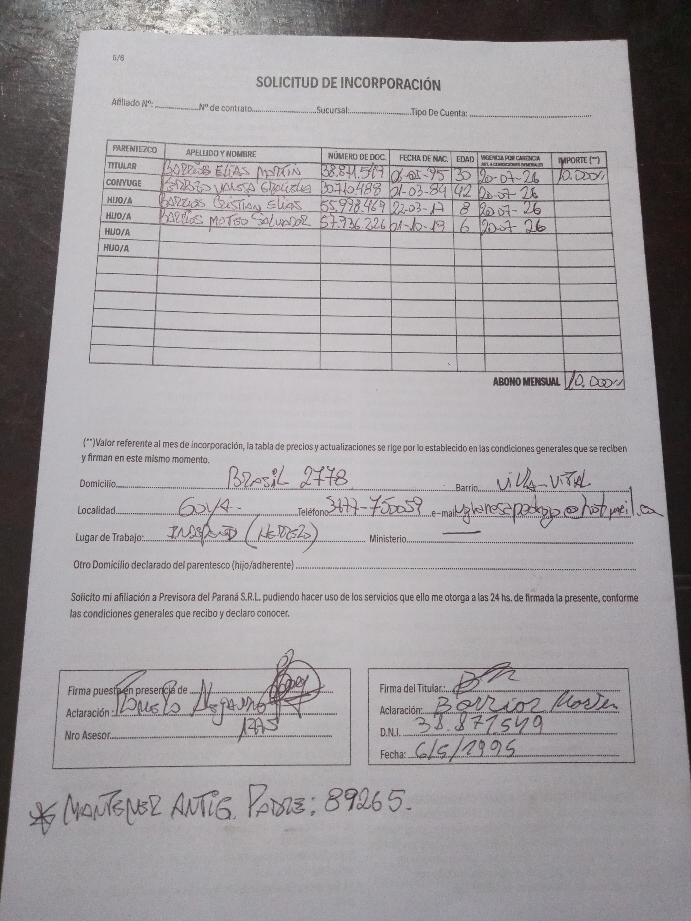 6/6
SOLICITUD DE INCORPORACIÓN
Afiliado Nº: Nº de contrato Sucursal: Tipo De Cuenta:
PARENTEZCO APELLIDO Y NOMBRE NÚMERO DE DOC. FECHA DE NAC. EDAD VIGENCIA POR CARENCIA IMPORTE (**)
TITULAR BARRIOS ELIAS MARTIN 38.871.549 06-05-95 30 20-07-26 10.000
CONYUGE 30710488 01-03-84 42 20-07-26
HIJO/A BARRIOS CRISTIAN ELIAS 55.998.469 22-03-17 8 20-07-26
HIJO/A BARRIOS MATEO SALVADOR 57.736.226 01-10-19 6 20-07-26
HIJO/A
HIJO/A
ABONO MENSUAL 10.000
(**)Valor referente al mes de incorporación, la tabla de precios y actualizaciones se rige por lo establecido en las condiciones generales que se reciben
y firman en este mismo momento.
Domicilio BRASIL 2778 Barrio VILLA-VITAL
Localidad GOYA- Teléfono 3777-750059 e-mail
Lugar de Trabajo: Ministerio
Otro Domicilio declarado del parentesco (hijo/adherente)
Solicito mi afiliación a Previsora del Paraná S.R.L. pudiendo hacer uso de los servicios que ello me otorga a las 24 hs. de firmada la presente, conforme
las condiciones generales que recibo y declaro conocer.
Firma puesta en presencia de
Aclaración:
Nro Asesor
Firma del Titular:
Aclaración: Barrios Martin
D.N.I. 38.871549
Fecha: 6/5/1995
* MANTENER ANTIG. PADRE: 89265.